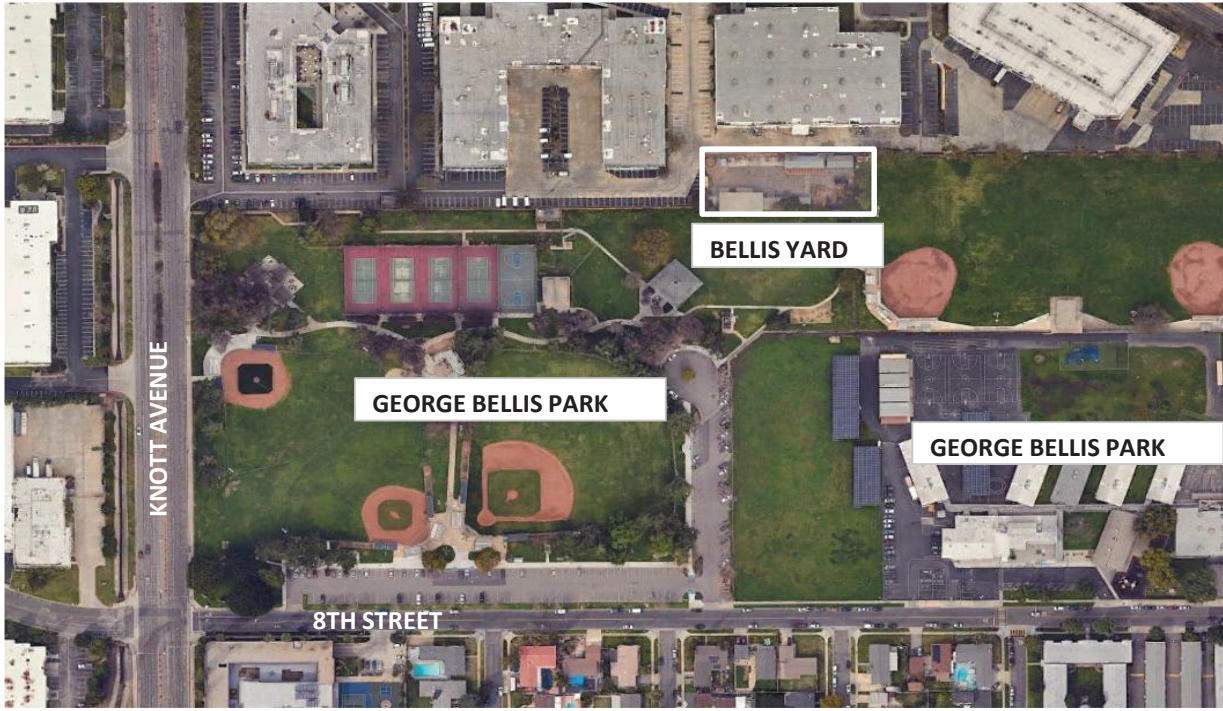 BELLIS YARD
KNOTT AVENUE
GEORGE BELLIS PARK
GEORGE BELLIS PARK
8TH STREET